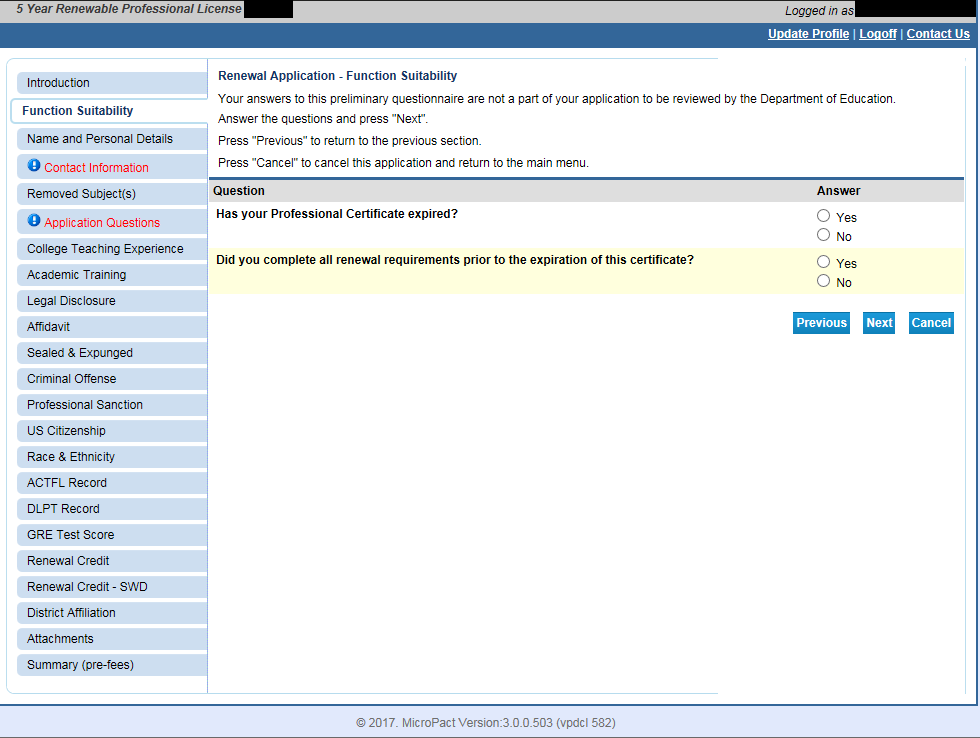 5 Year Renewable Professional License
Logged in as
Update Profile | Logoff | Contact Us
Introduction
Function Suitability
Name and Personal Details
Contact Information
Removed Subject(s)
Application Questions
College Teaching Experience
Academic Training
Legal Disclosure
Affidavit
Sealed & Expunged
Criminal Offense
Professional Sanction
US Citizenship
Race & Ethnicity
ACTFL Record
DLPT Record
GRE Test Score
Renewal Credit
Renewal Credit - SWD
District Affiliation
Attachments
Summary (pre-fees)
Renewal Application - Function Suitability
Your answers to this preliminary questionnaire are not a part of your application to be reviewed by the Department of Education.
Answer the questions and press "Next".
Press "Previous" to return to the previous section.
Press "Cancel" to cancel this application and return to the main menu.
Question Answer
Has your Professional Certificate expired?
Yes
No
Did you complete all renewal requirements prior to the expiration of this certificate?
Yes
No
Previous Next Cancel
© 2017. MicroPact Version:3.0.0.503 (vpdcl 582)